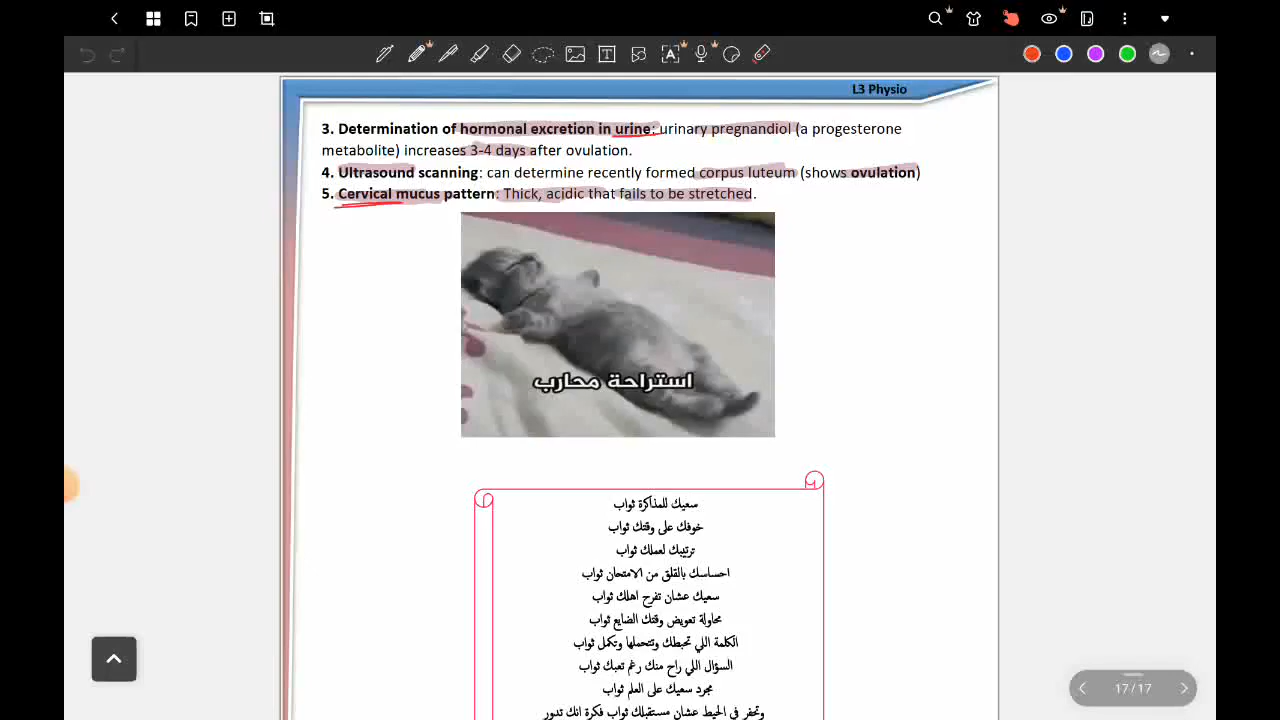 L3 Physio
3. Determination of hormonal excretion in urine: urinary pregnandiol (a progesterone
metabolite) increases 3-4 days after ovulation.
4. Ultrasound scanning: can determine recently formed corpus luteum (shows ovulation)
5. Cervical mucus pattern: Thick, acidic that fails to be stretched.
استراحة محارب
سعيك للمذاكرة ثواب
خوفك على وقتك ثواب
ترتيبك لعملك ثواب
احساسك بالقلق من الامتحان ثواب
سعيك عشان تفرح اهلك ثواب
محاولة تعويض وقتك الضايع ثواب
الكلمة اللي تحبطك وتتحملها وتكمل ثواب
السؤال اللي راح منك رغم تعبك ثواب
مجرد سعيك على العلم ثواب
وتحفر في الحيط عشان مستقبلك ثواب فكرة انك تدور
17/17